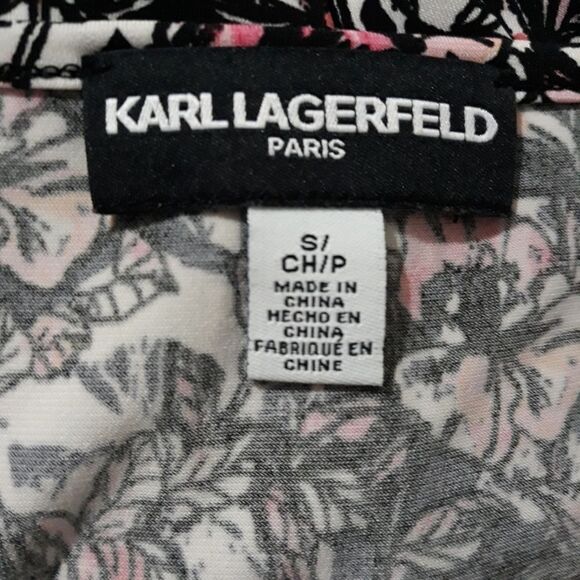 KARL LAGERFELD
PARIS
S/
CH/P
MADE IN
CHINA
HECHO EN
CHINA
FABRIQUÉ EN
CHINE